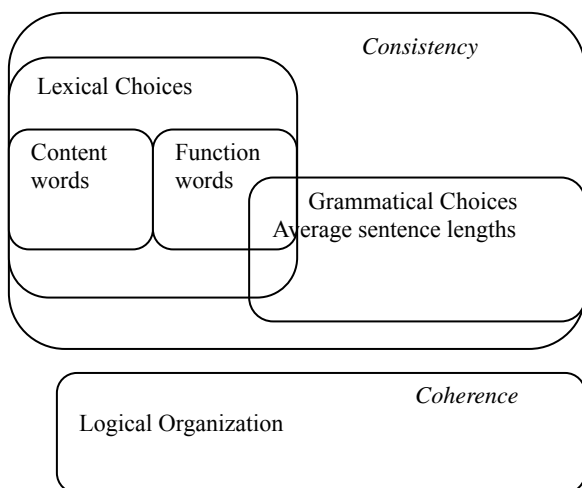 Consistency
Lexical Choices
Content
words
Function
words
Grammatical Choices
Average sentence lengths
Coherence
Logical Organization